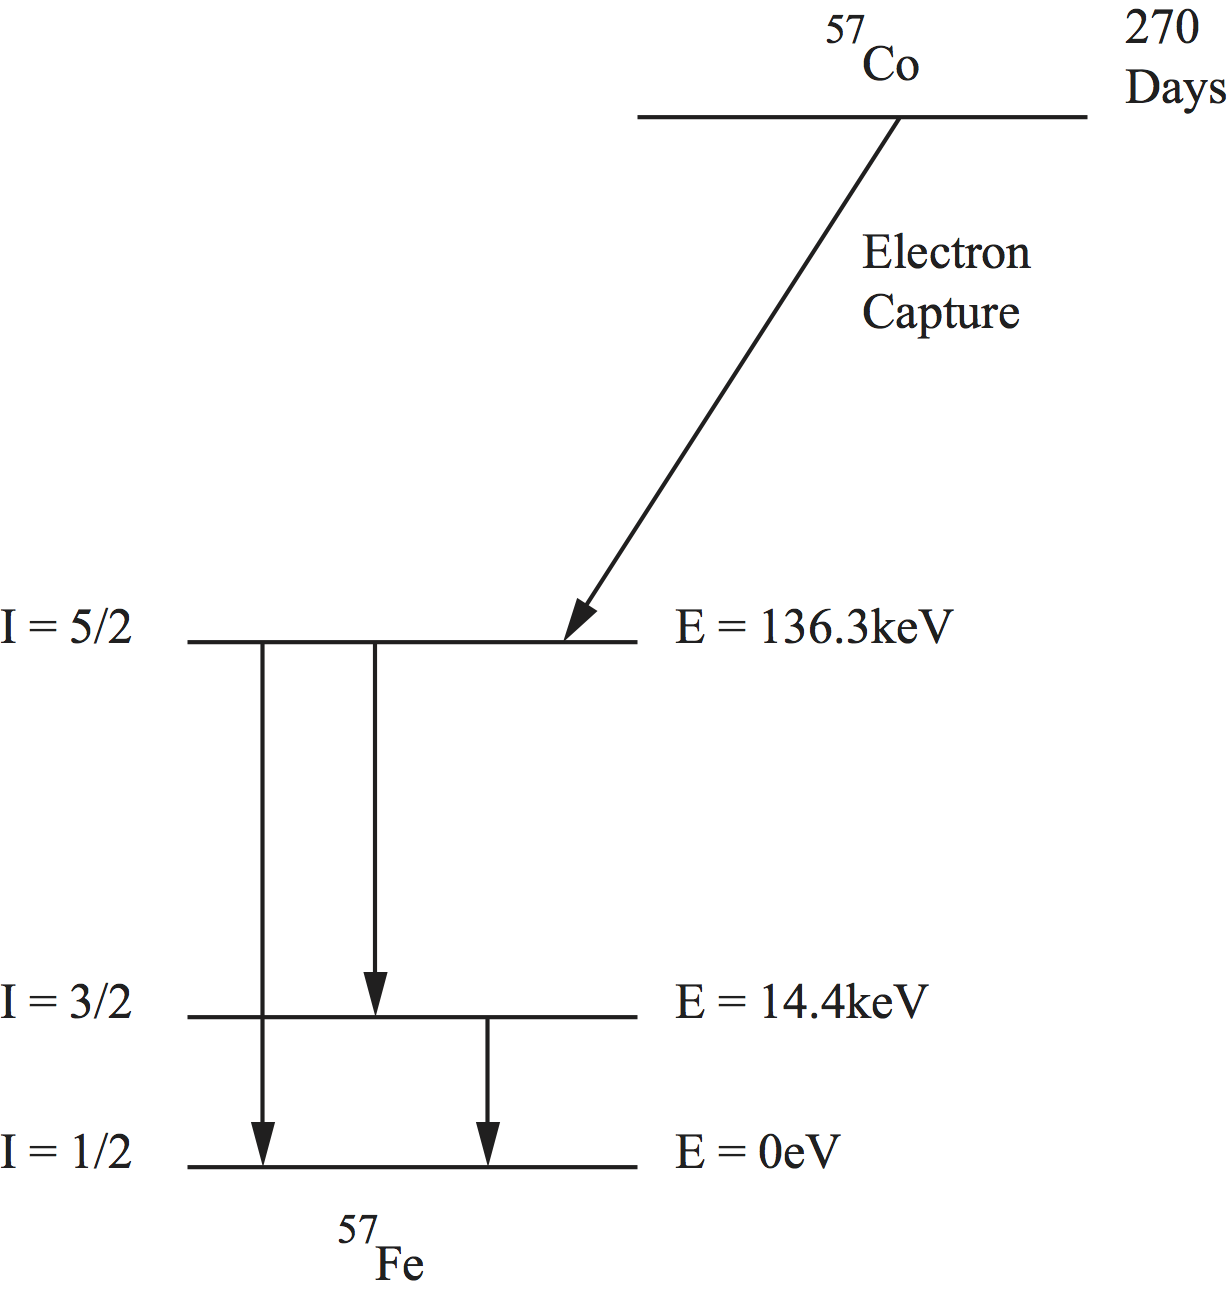 57Co
270
Days
Electron
Capture
I = 5/2
E = 136.3keV
I = 3/2
E = 14.4keV
I = 1/2
E = 0eV
57Fe